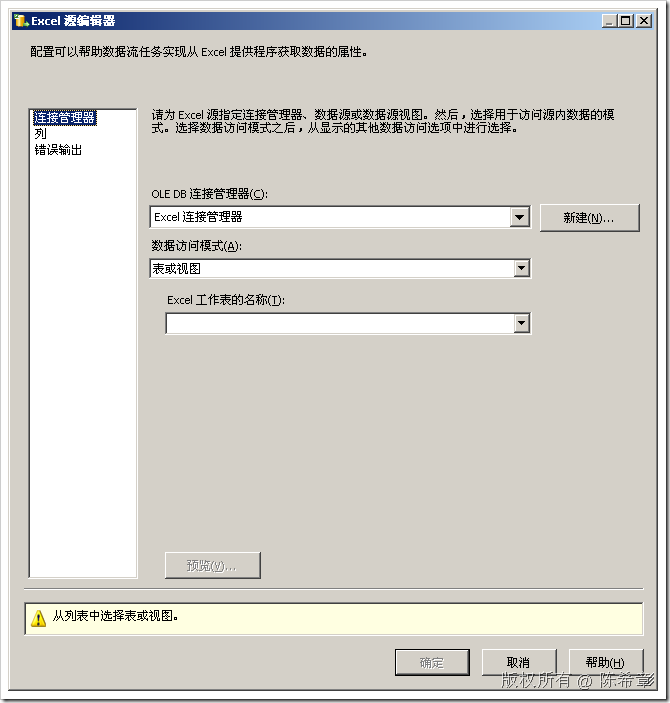 Excel 源编辑器
配置可以帮助数据流任务实现从 Excel 提供程序获取数据的属性。
连接管理器
列
错误输出
请为 Excel 源指定连接管理器、数据源或数据源视图。然后，选择用于访问源内数据的模
式。选择数据访问模式之后，从显示的其他数据访问选项中进行选择。
OLE DB 连接管理器(C):
Excel 连接管理器
新建(N)...
数据访问模式(A):
表或视图
Excel 工作表的名称(T):
预览(V)...
从列表中选择表或视图。
确定
取消
帮助(H)
版权所有 @ 陈希章